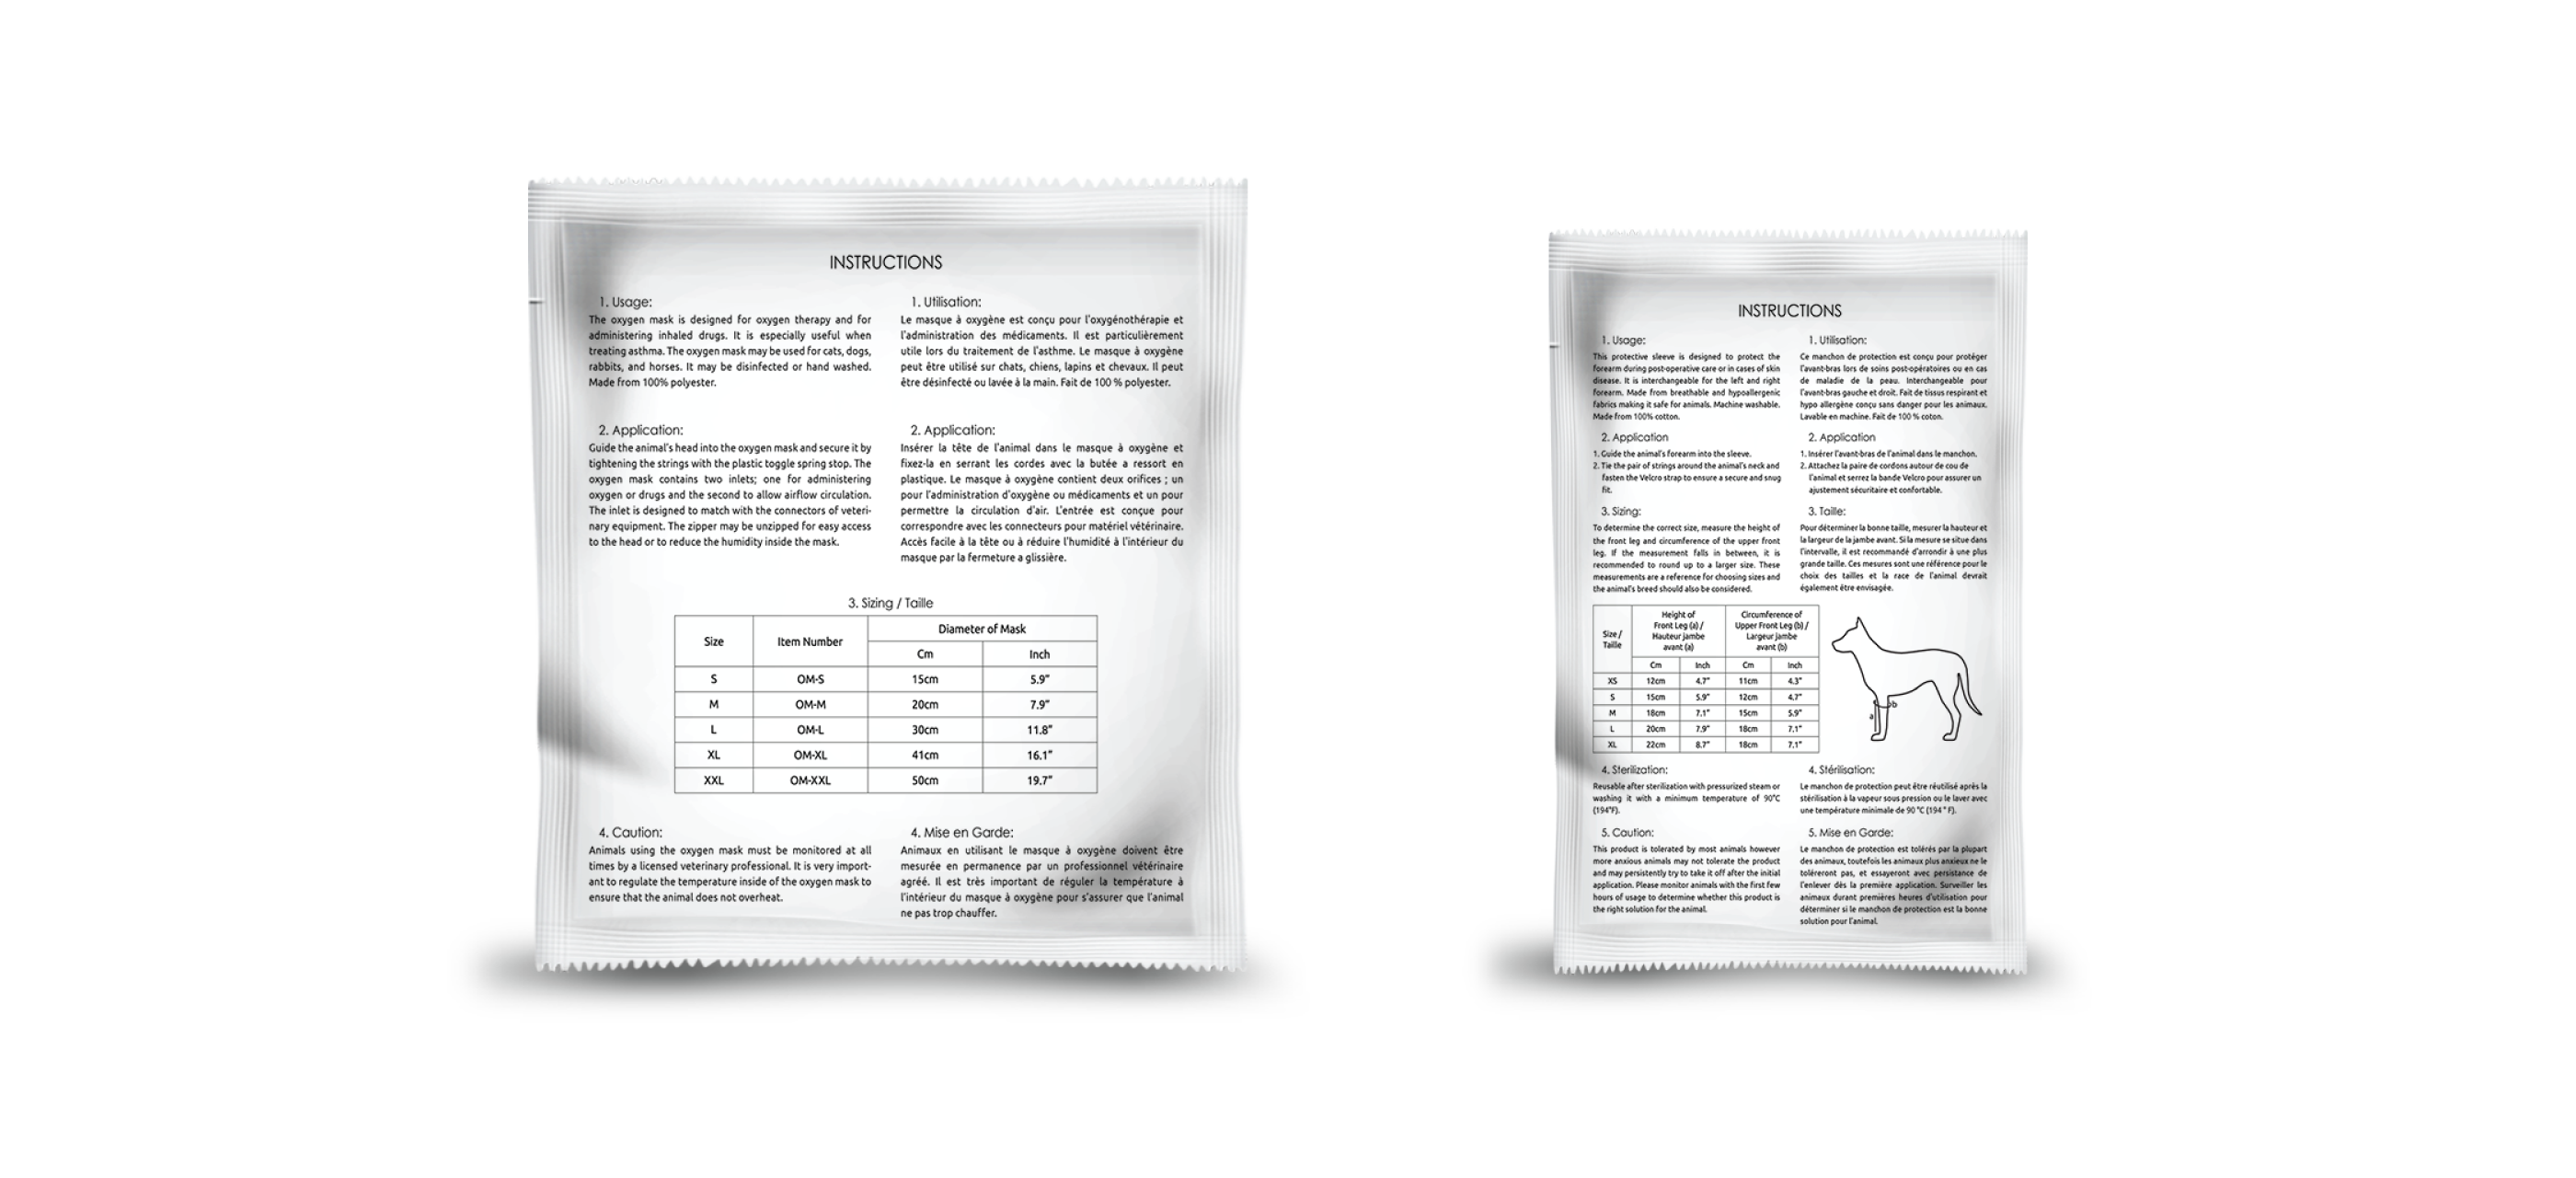 INSTRUCTIONS
1. Usage:
The oxygen mask is designed for oxygen therapy and for
administering inhaled drugs. It is especially useful when
treating asthma. The oxygen mask may be used for cats, dogs,
rabbits, and horses. It may be disinfected or hand washed.
Made from 100% polyester.
1. Utilisation:
Le masque à oxygène est conçu pour l'oxygénothérapie et
l'administration des médicaments. Il est particulièrement
utile lors du traitement de l'asthme. Le masque à oxygène
peut être utilisé sur chats, chiens, lapins et chevaux. Il peut
être désinfecté ou lavée à la main. Fait de 100 % polyester.
2. Application:
Guide the animal's head into the oxygen mask and secure it by
tightening the strings with the plastic toggle spring stop. The
oxygen mask contains two inlets; one for administering
oxygen or drugs and the second to allow airflow circulation.
The inlet is designed to match with the connectors of veteri-
nary equipment. The zipper may be unzipped for easy access
to the head or to reduce the humidity inside the mask.
2. Application:
Insérer la tête de l'animal dans le masque à oxygène et
fixez-la en serrant les cordes avec la butée a ressort en
plastique. Le masque à oxygène contient deux orifices ; un
pour l'administration d'oxygène ou médicaments et un pour
permettre la circulation d'air. L'entrée est conçue pour
correspondre avec les connecteurs pour matériel vétérinaire.
Accès facile à la tête ou à réduire l'humidité à l'intérieur du
masque par la fermeture a glissière.
3. Sizing / Taille
Size Item Number Diameter of Mask
Cm Inch
S OM-S 15cm 5.9"
M OM-M 20cm 7.9"
L OM-L 30cm 11.8"
XL OM-XL 41cm 16.1"
XXL OM-XXL 50cm 19.7"
4. Caution:
Animals using the oxygen mask must be monitored at all
times by a licensed veterinary professional. It is very import-
ant to regulate the temperature inside of the oxygen mask to
ensure that the animal does not overheat.
4. Mise en Garde:
Animaux en utilisant le masque à oxygène doivent être
mesurée en permanence par un professionnel vétérinaire
agréé. Il est très important de réguler la température à
l'intérieur du masque à oxygène pour s'assurer que l'animal
ne pas trop chauffer.
INSTRUCTIONS
1. Usage:
This protective sleeve is designed to protect the
forearm during post-operative care or in cases of skin
disease. It is interchangeable for the left and right
forearm. Made from breathable and hypoallergenic
fabrics making it safe for animals. Machine washable.
Made from 100% cotton.
1. Utilisation:
Ce manchon de protection est conçu pour protéger
l'avant-bras lors de soins post-opératoires ou en cas
de maladie de la peau. Interchangeable pour
l'avant-bras gauche et droit. Fait de tissus respirant et
hypo allergène conçu sans danger pour les animaux.
Lavable en machine. Fait de 100 % coton.
2. Application
1. Guide the animal's forearm into the sleeve.
2. Tie the pair of strings around the animal's neck and
fasten the Velcro strap to ensure a secure and snug
fit.
2. Application
1. Insérer l'avant-bras de l'animal dans le manchon.
2. Attachez la paire de cordons autour de cou de
l'animal et serrez la bande Velcro pour assurer un
ajustement sécuritaire et confortable.
3. Sizing:
To determine the correct size, measure the height of
the front leg and circumference of the upper front
leg. If the measurement falls in between, it is
recommended to round up to a larger size. These
measurements are a reference for choosing sizes and
the animal's breed should also be considered.
3. Taille:
Pour déterminer la bonne taille, mesurer la hauteur et
la largeur de la jambe avant. Si la mesure se situe dans
l'intervalle, il est recommandé d'arrondir à une plus
grande taille. Ces mesures sont une référence pour le
choix des tailles et la race de l'animal devrait
également être envisagée.
Size / Taille
Height of
Front Leg (a) /
Hauteur jambe
avant (a)
Circumference of
Upper Front Leg (b) /
Largeur jambe
avant (b)
Cm Inch Cm Inch
XS 12cm 4.7" 11cm 4.3"
S 15cm 5.9" 12cm 4.7"
M 18cm 7.1" 15cm 5.9"
L 20cm 7.9" 18cm 7.1"
XL 22cm 8.7" 18cm 7.1"
b
a
4. Sterilization:
Reusable after sterilization with pressurized steam or
washing it with a minimum temperature of 90°C
(194°F).
4. Stérilisation:
Le manchon de protection peut être réutilisé après la
stérilisation à la vapeur sous pression ou le laver avec
une température minimale de 90 °C (194 ° F).
5. Caution:
This product is tolerated by most animals however
more anxious animals may not tolerate the product
and may persistently try to take it off after the initial
application. Please monitor animals with the first few
hours of usage to determine whether this product is
the right solution for the animal.
5. Mise en Garde:
Le manchon de protection est tolérés par la plupart
des animaux, toutefois les animaux plus anxieux ne le
toléreront pas, et essayeront avec persistance de
l'enlever dès la première application. Surveiller les
animaux durant premières heures d'utilisation pour
déterminer si le manchon de protection est la bonne
solution pour l'animal.